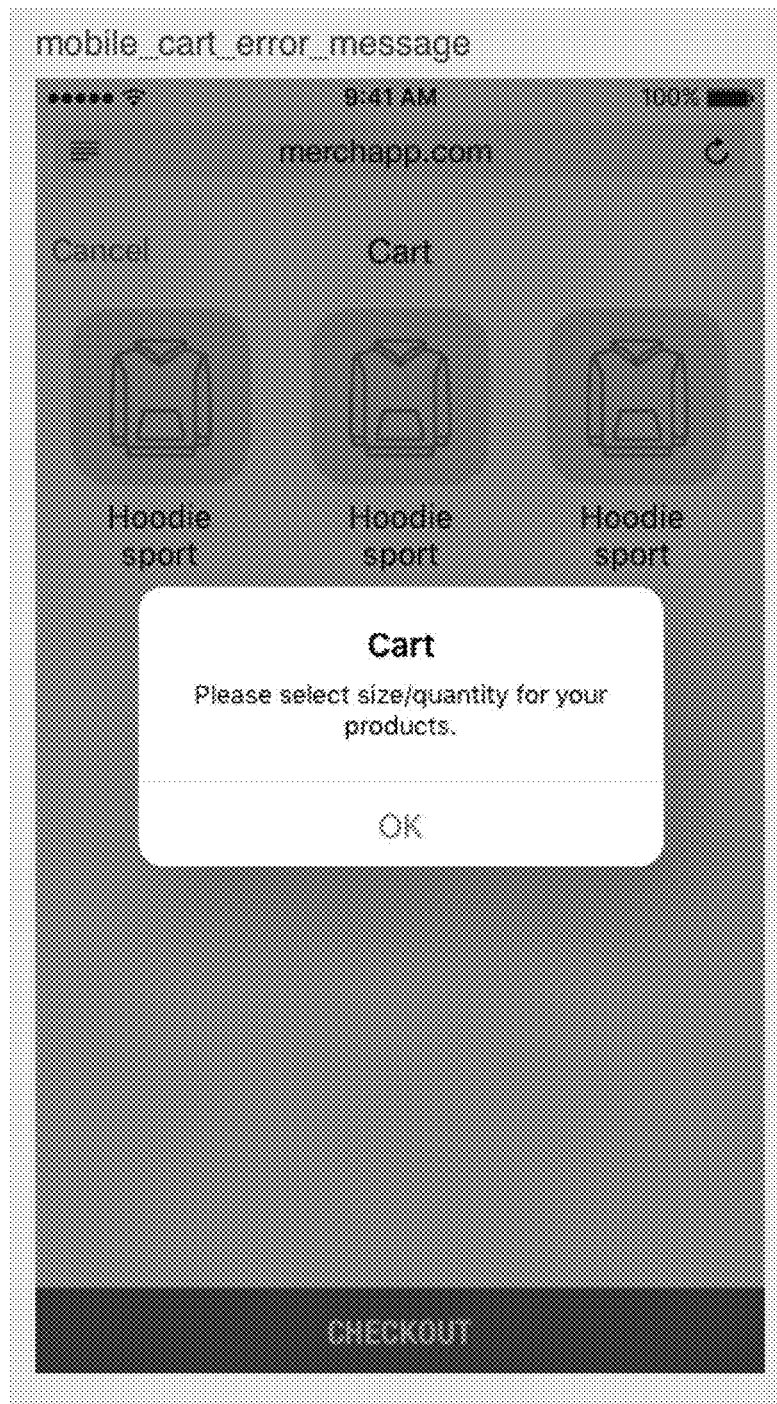 mobile_cart_error_message
9:41 AM 100%
merchapp.com
Cancel Cart
Hoodie Hoodie Hoodie
sport sport sport
Cart
Please select size/quantity for your
products.
OK
CHECKOUT